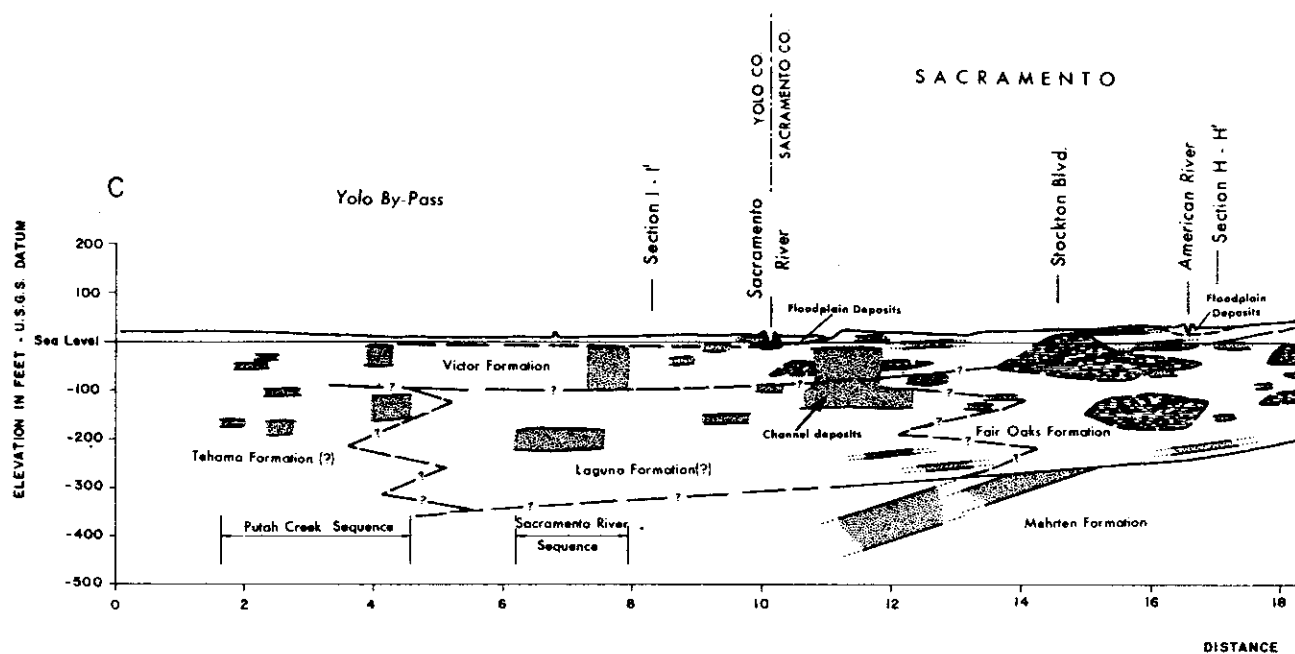 YOLO CO.
SACRAMENTO CO.
SACRAMENTO
C
Yolo By-Pass
Section I - I'
Sacramento
River
Stockton Blvd.
American River
Section H - H'
Floodplain Deposits
Floodplain
Deposits
ELEVATION IN FEET - U.S.G.S. DATUM
200
100
Sea Level
-100
-200
-300
-400
-500
Victor Formation
Channel deposits
Tehama Formation (?)
Laguna Formation(?)
Fair Oaks Formation
Mehrten Formation
Putah Creek Sequence
Sacramento River
Sequence
? ? ? ? ? ? ? ? ? ? ? ? ? ? ?
0 2 4 6 8 10 12 14 16 18
DISTANCE